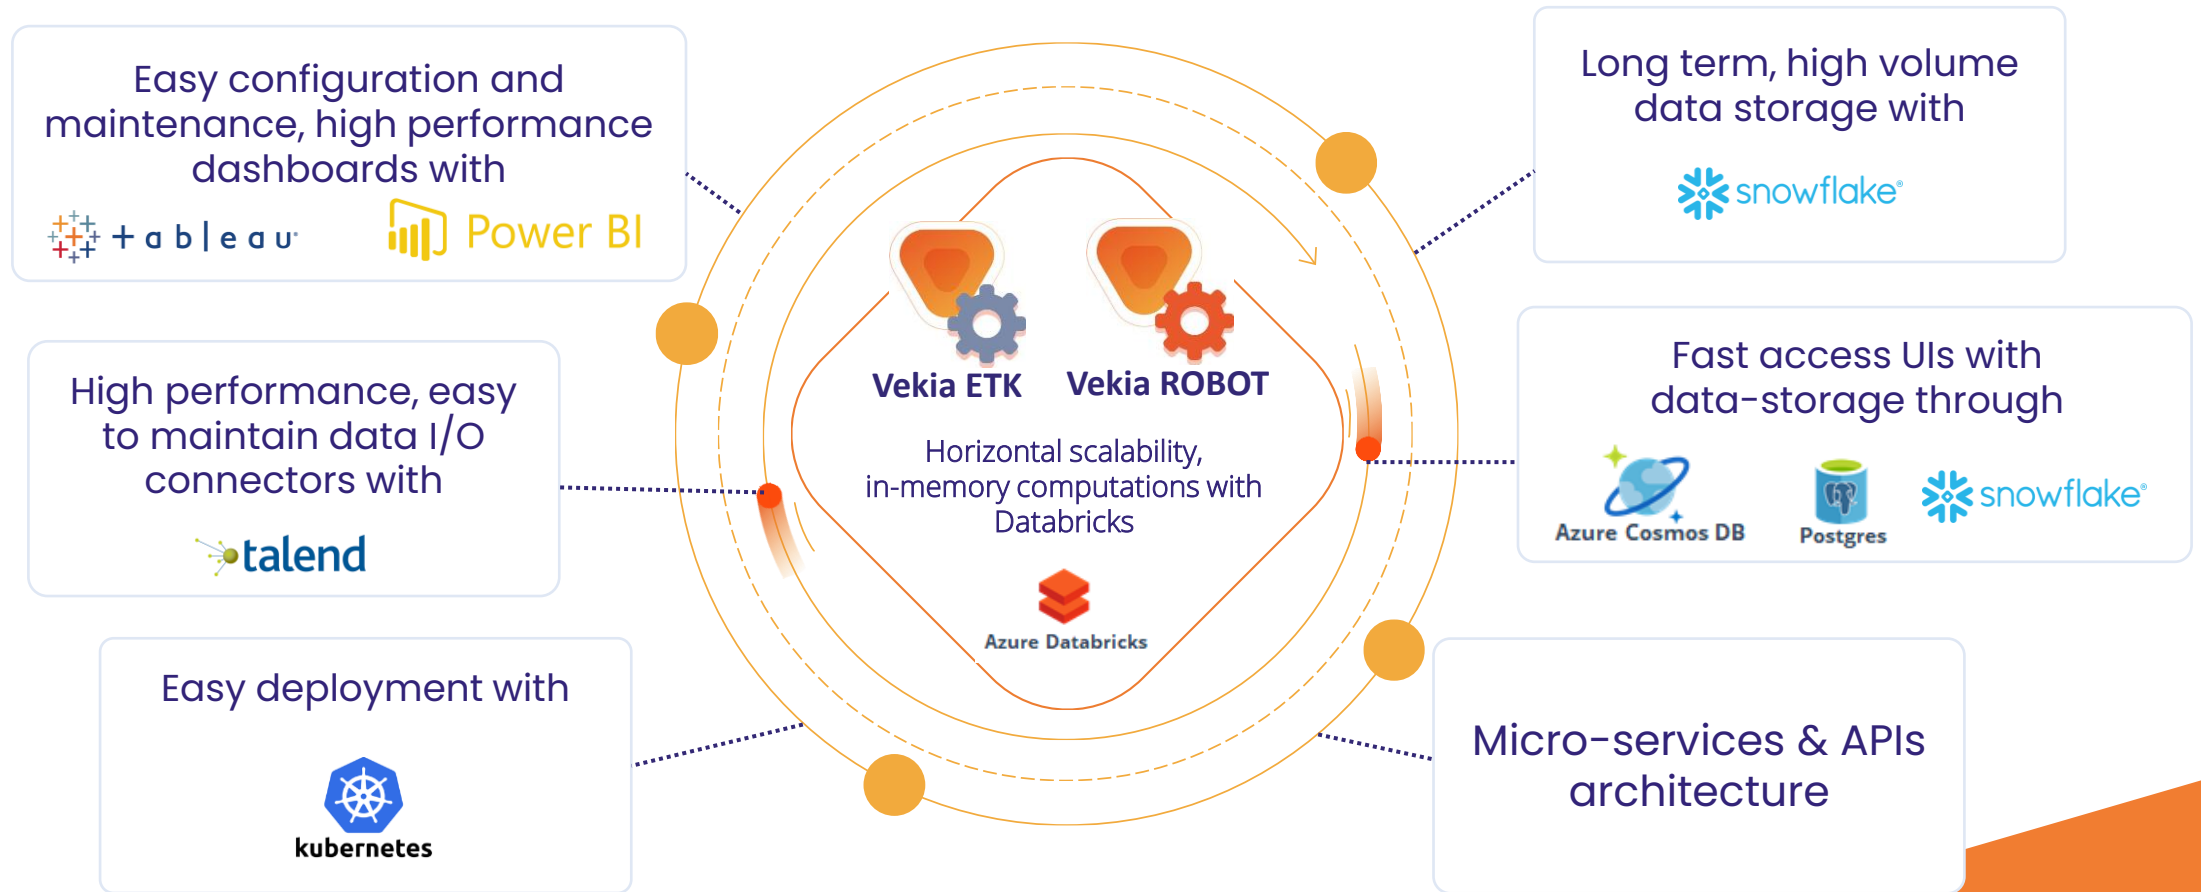 Easy configuration and
maintenance, high performance
dashboards with
+ableau
Power BI
High performance, easy
to maintain data I/O
connectors with
talend
Easy deployment with
kubernetes
Vekia ETK
Vekia ROBOT
Horizontal scalability,
in-memory computations with
Databricks
Azure Databricks
Long term, high volume
data storage with
snowflake®
Fast access UIs with
data-storage through
Azure Cosmos DB
Postgres
snowflake®
Micro-services & APIs
architecture